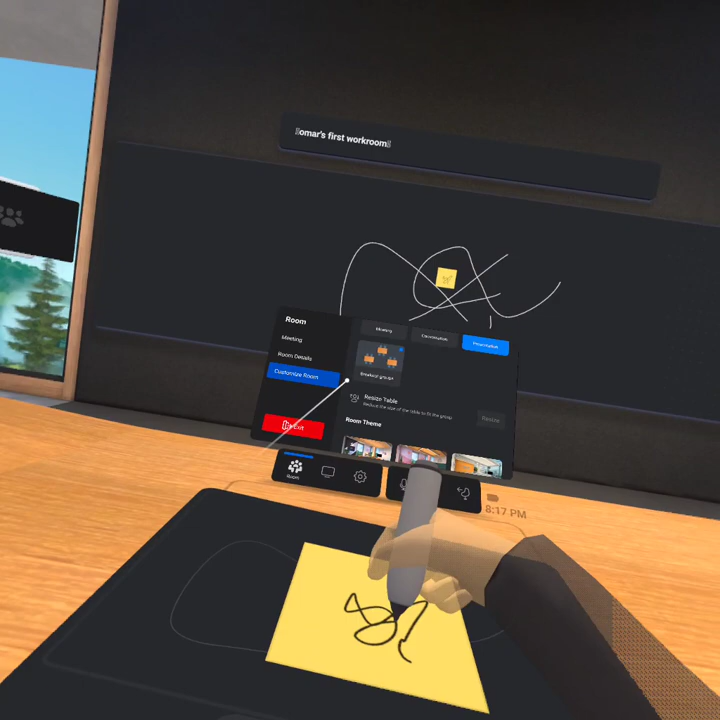 omar's first workroom
Room
Meeting
Room Details
Customize Room
Exit
Meeting
Conversation
Presentation
Breakout groups
Resize Table
Reduce the size of the table to fit the group
Resize
Room Theme
Room
8:17 PM